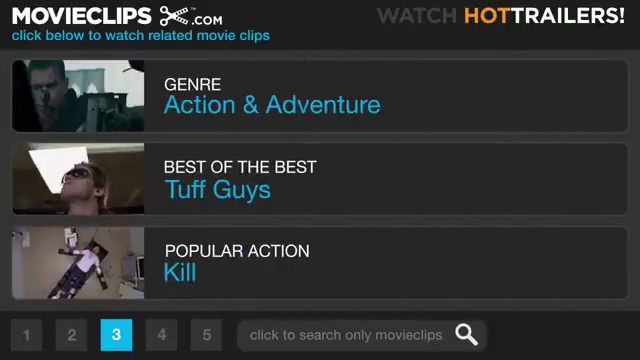 MOVIECLIPS .COM
WATCH HOTTRAILERS!
click below to watch related movie clips
GENRE
Action & Adventure
BEST OF THE BEST
Tuff Guys
POPULAR ACTION
Kill
1 2 3 4 5 click to search only movieclips